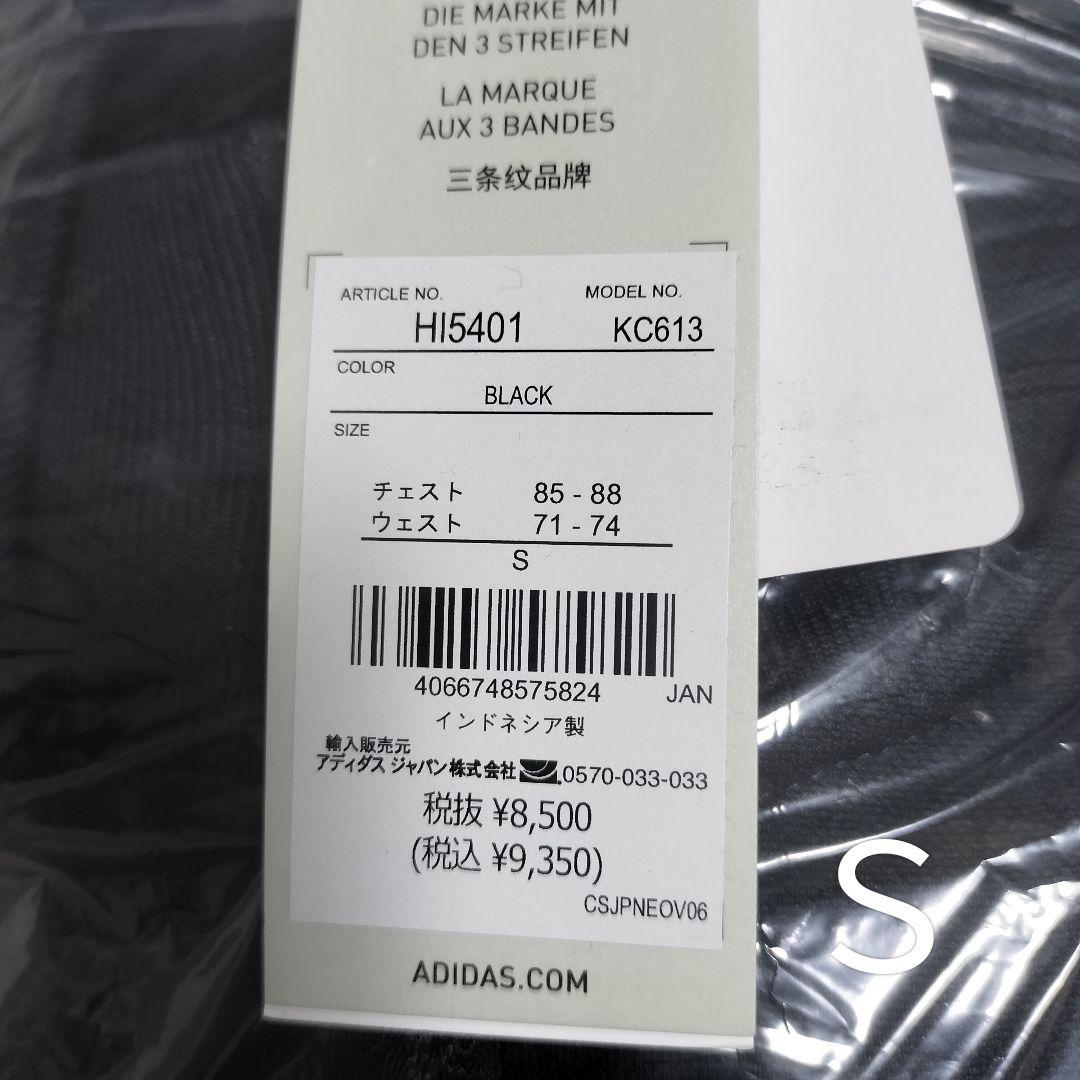 DIE MARKE MIT
DEN 3 STREIFEN
LA MARQUE
AUX 3 BANDES
三条纹品牌
ARTICLE NO. MODEL NO.
HI5401 KC613
COLOR
BLACK
SIZE
チェスト 85 - 88
ウェスト 71 - 74
S
4066748575824 JAN
インドネシア製
輸入販売元
アディダス ジャパン株式会社 0570-033-033
税抜 ¥8,500
(税込 ¥9,350)
CSJPNEOV06
ADIDAS.COM
S